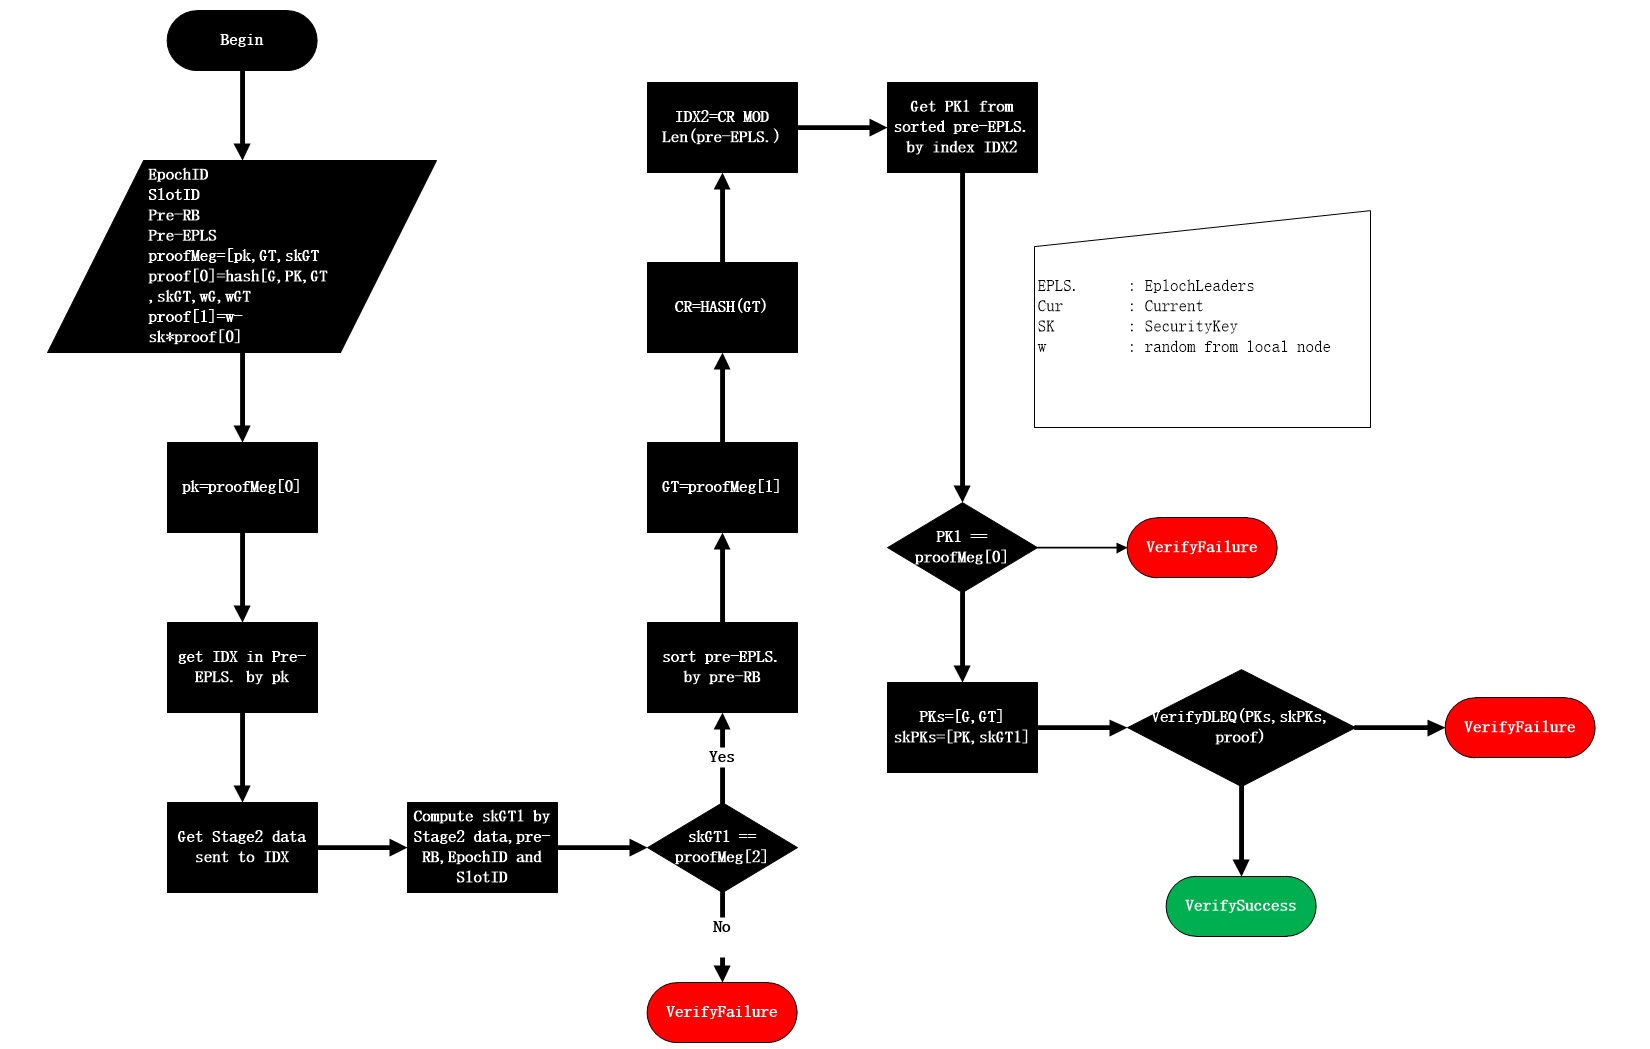 Begin
EpochID
SlotID
Pre-RB
Pre-EPLS
proofMeg=[pk,GT,skGT
proof[0]=hash[G,PK,GT
,skGT,wG,wGT
proof[1]=w-
sk*proof[0]
pk=proofMeg[0]
get IDX in Pre-
EPLS. by pk
Get Stage2 data
sent to IDX
Compute skGT1 by
Stage2 data,pre-
RB,EpochID and
SlotID
skGT1 ==
proofMeg[2]
Yes
No
VerifyFailure
sort pre-EPLS.
by pre-RB
GT=proofMeg[1]
CR=HASH(GT)
IDX2=CR MOD
Len(pre-EPLS.)
Get PK1 from
sorted pre-EPLS.
by index IDX2
EPLS. : EplochLeaders
Cur : Current
SK : SecurityKey
w : random from local node
PK1 ==
proofMeg[0]
VerifyFailure
PKs=[G,GT]
skPKs=[PK,skGT1]
VerifyDLEQ(PKs,skPKs,
proof)
VerifyFailure
VerifySuccess